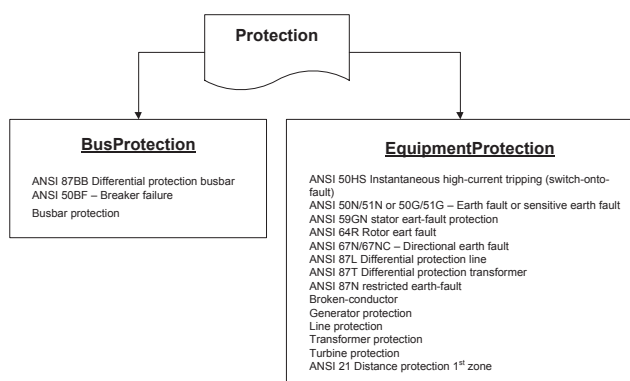 Protection
BusProtection
ANSI 87BB Differential protection busbar
ANSI 50BF – Breaker failure
Busbar protection
EquipmentProtection
ANSI 50HS Instantaneous high-current tripping (switch-onto-
fault)
ANSI 50N/51N or 50G/51G – Earth fault or sensitive earth fault
ANSI 59GN stator eart-fault protection
ANSI 64R Rotor eart fault
ANSI 67N/67NC – Directional earth fault
ANSI 87L Differential protection line
ANSI 87T Differential protection transformer
ANSI 87N restricted earth-fault
Broken-conductor
Generator protection
Line protection
Transformer protection
Turbine protection
ANSI 21 Distance protection 1st zone